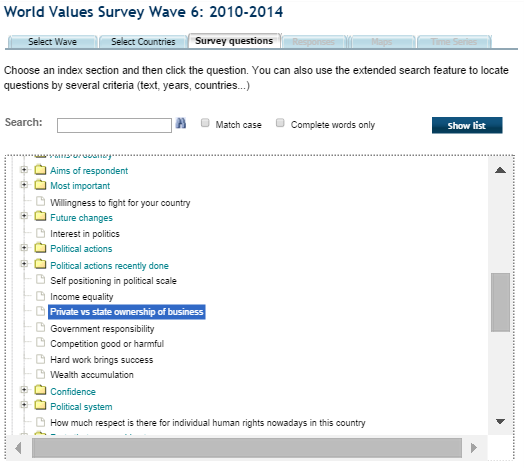 World Values Survey Wave 6: 2010-2014
Select Wave Select Countries Survey questions Responses Maps Time Series
Choose an index section and then click the question. You can also use the extended search feature to locate
questions by several criteria (text, years, countries...)
Search: Match case Complete words only Show list
Aims of country
Aims of respondent
Most important
Willingness to fight for your country
Future changes
Interest in politics
Political actions
Political actions recently done
Self positioning in political scale
Income equality
Private vs state ownership of business
Government responsibility
Competition good or harmful
Hard work brings success
Wealth accumulation
Confidence
Political system
How much respect is there for individual human rights nowadays in this country